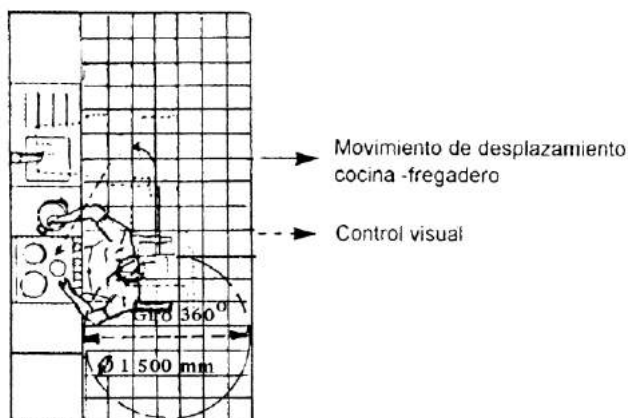 Movimiento de desplazamiento
cocina -fregadero
Control visual
Giro 360°
Ø 1 500 mm